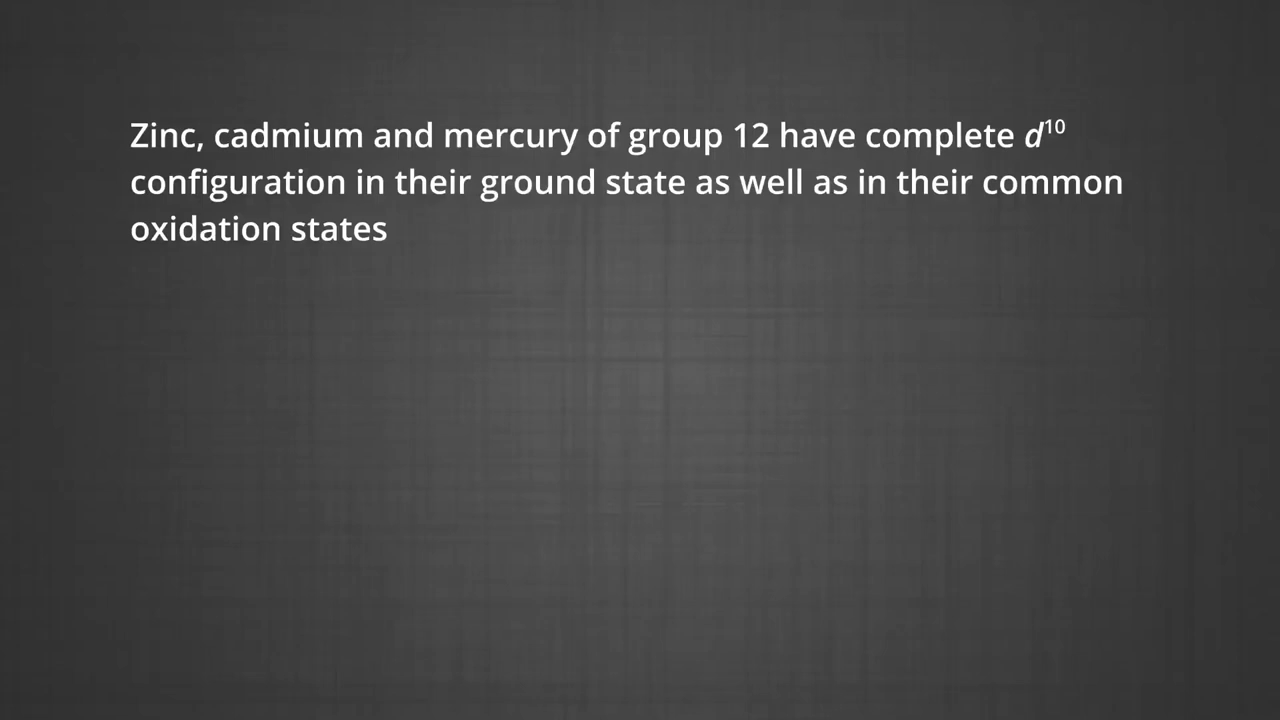 Zinc, cadmium and mercury of group 12 have complete d¹⁰
configuration in their ground state as well as in their common
oxidation states